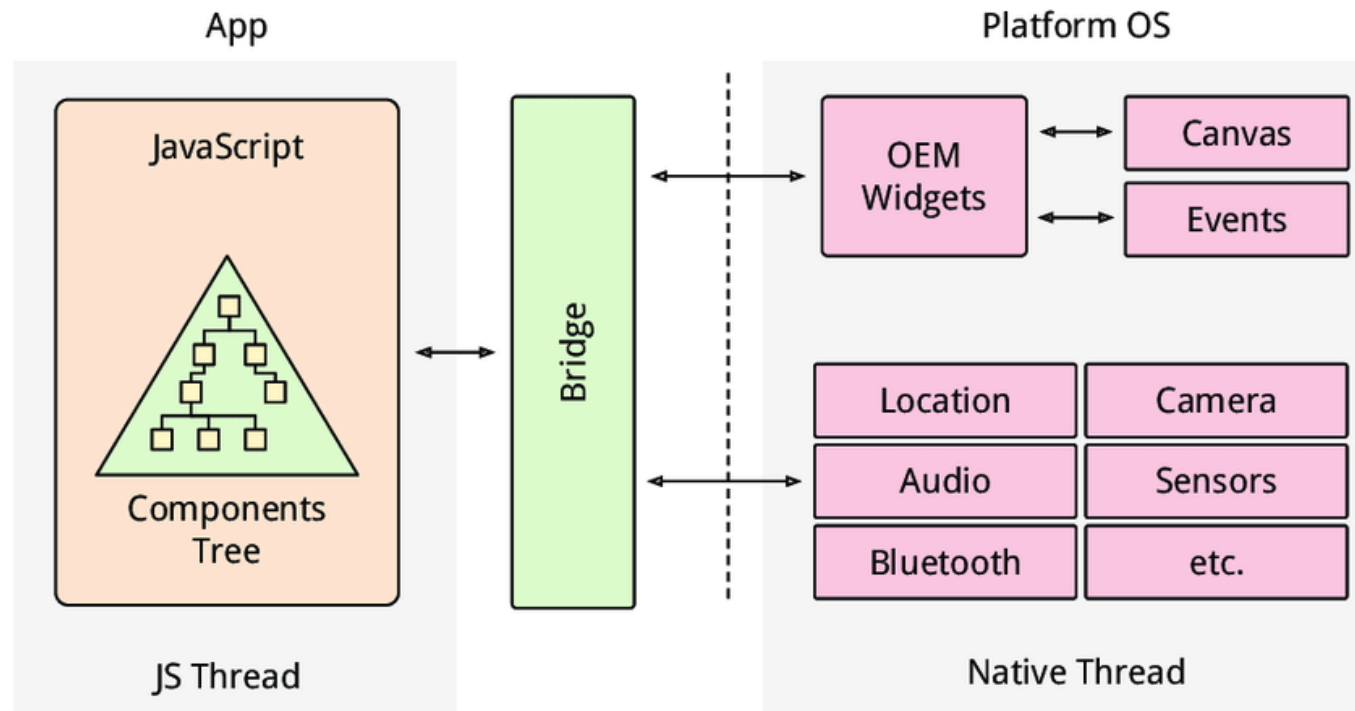 App
Platform OS
JavaScript
Components
Tree
JS Thread
Bridge
OEM
Widgets
Canvas
Events
Location
Camera
Audio
Sensors
Bluetooth
etc.
Native Thread